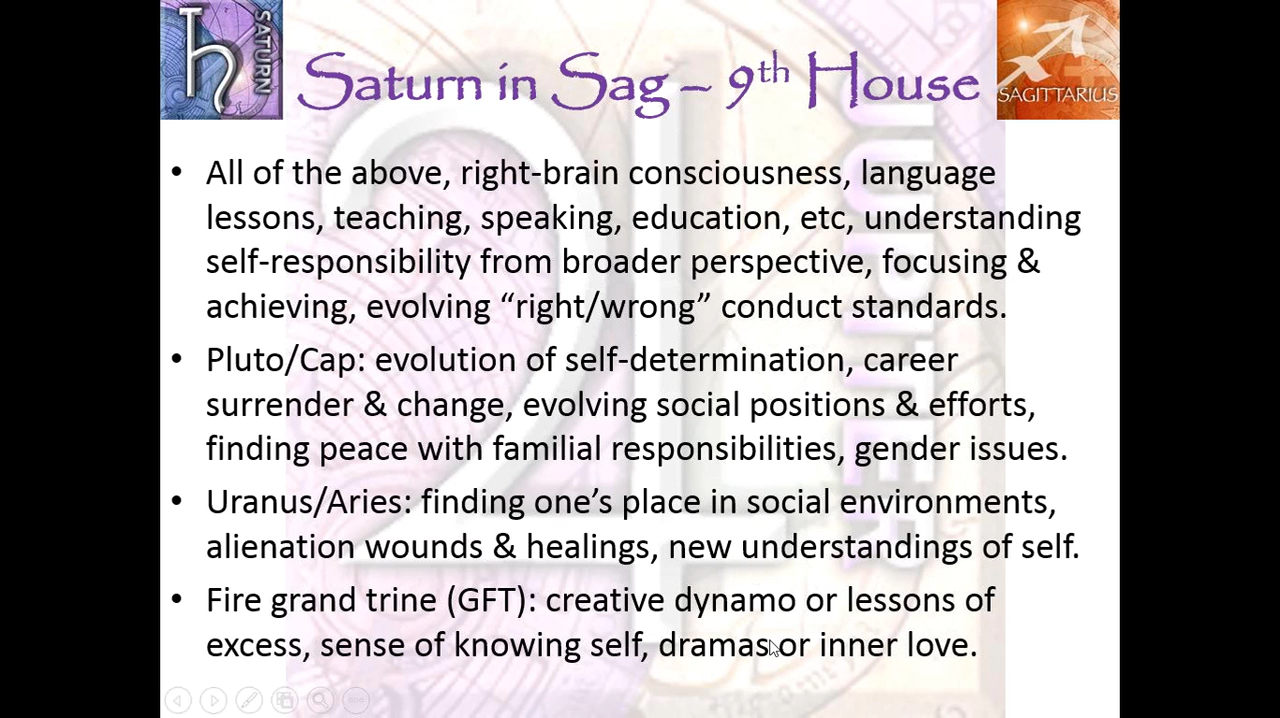 SATURN
Saturn in Sag – 9th House
SAGITTARIUS
• All of the above, right-brain consciousness, language
lessons, teaching, speaking, education, etc, understanding
self-responsibility from broader perspective, focusing &
achieving, evolving “right/wrong” conduct standards.
• Pluto/Cap: evolution of self-determination, career
surrender & change, evolving social positions & efforts,
finding peace with familial responsibilities, gender issues.
• Uranus/Aries: finding one’s place in social environments,
alienation wounds & healings, new understandings of self.
• Fire grand trine (GFT): creative dynamo or lessons of
excess, sense of knowing self, dramas or inner love.
JUPITER